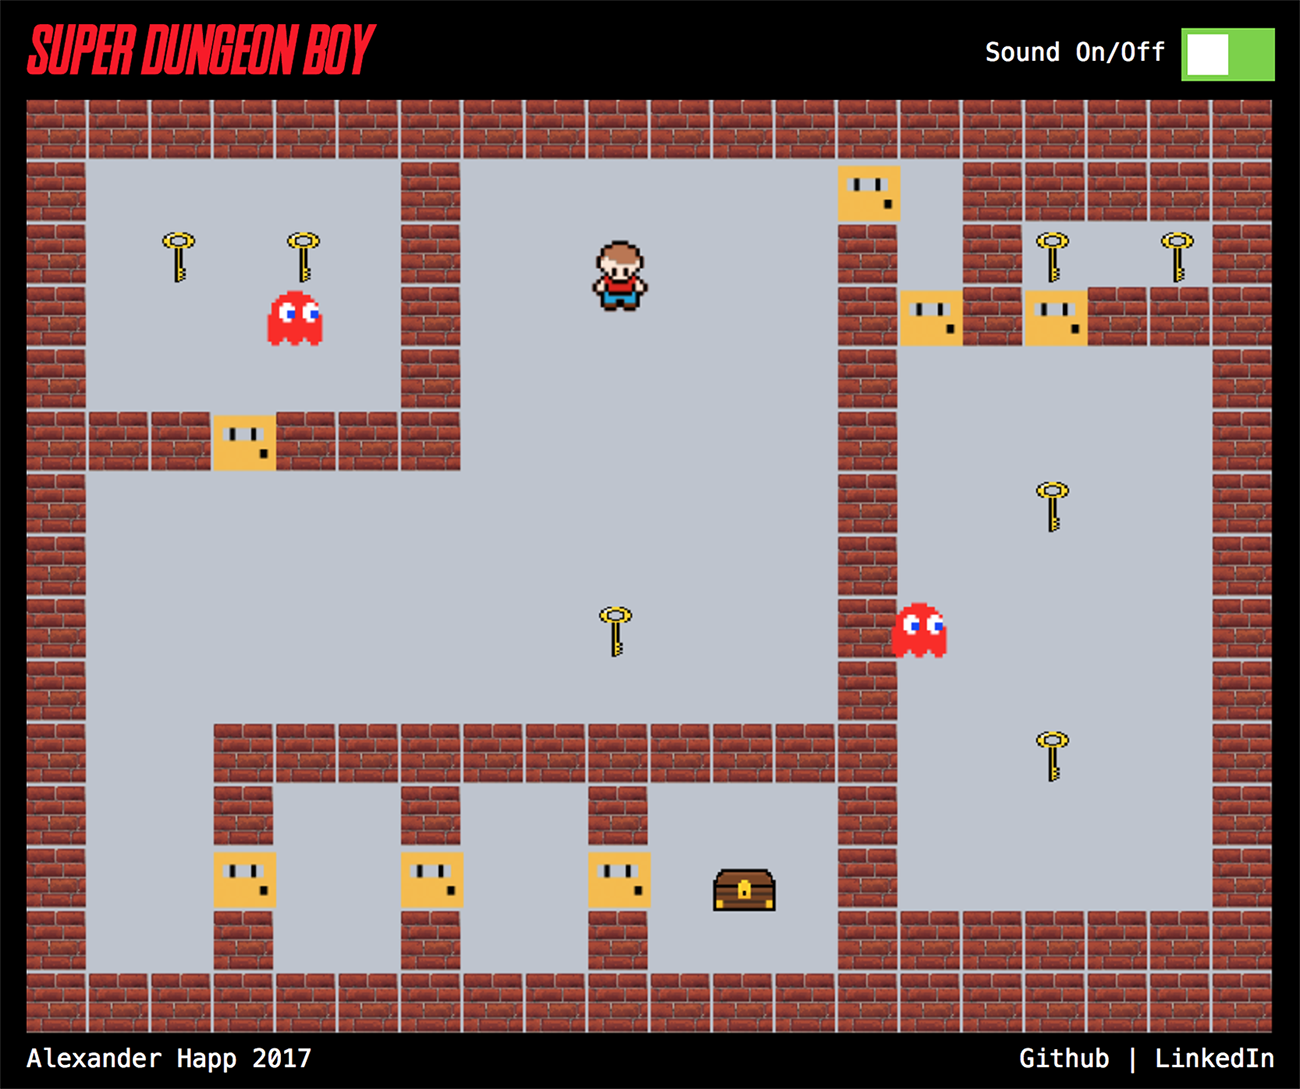 SUPER DUNGEON BOY
Sound On/Off
Alexander Happ 2017
Github | LinkedIn